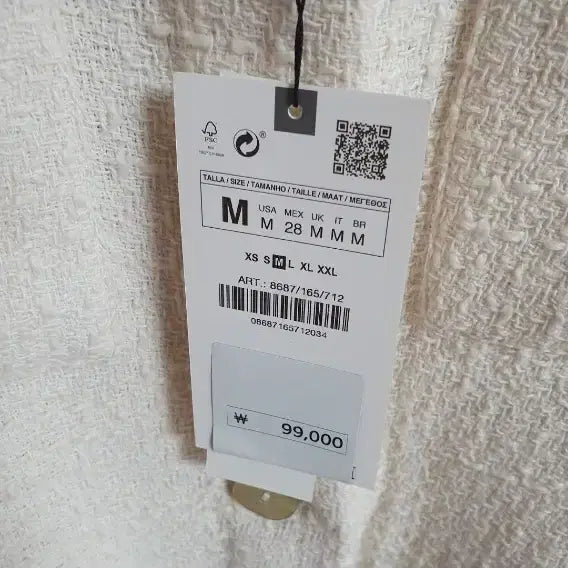 FSC
®
TALLA / SIZE / TAMANHO / TAILLE / MAAT / ΜΕΓΕΘΟΣ
M USA MEX UK IT BR
M 28 M M M
XS S M L XL XXL
ART.: 8687/165/712
08687165712034
₩ 99,000